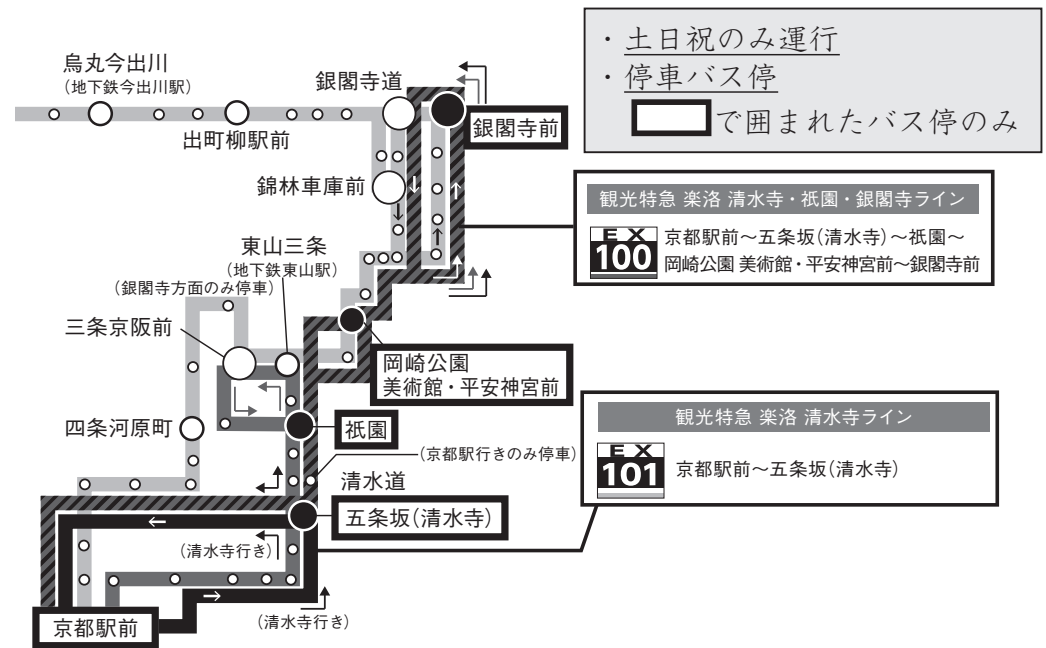 ・土日祝のみ運行
・停車バス停
で囲まれたバス停のみ
烏丸今出川
(地下鉄今出川駅)
出町柳駅前
銀閣寺道
銀閣寺前
錦林車庫前
観光特急 楽洛 清水寺・祇園・銀閣寺ライン
EX
100
京都駅前～五条坂(清水寺)～祇園～
岡崎公園 美術館・平安神宮前～銀閣寺前
東山三条
(地下鉄東山駅)
(銀閣寺方面のみ停車)
三条京阪前
岡崎公園
美術館・平安神宮前
四条河原町
祇園
(京都駅行きのみ停車)
清水道
五条坂(清水寺)
観光特急 楽洛 清水寺ライン
EX
101
京都駅前～五条坂(清水寺)
(清水寺行き)
(清水寺行き)
京都駅前